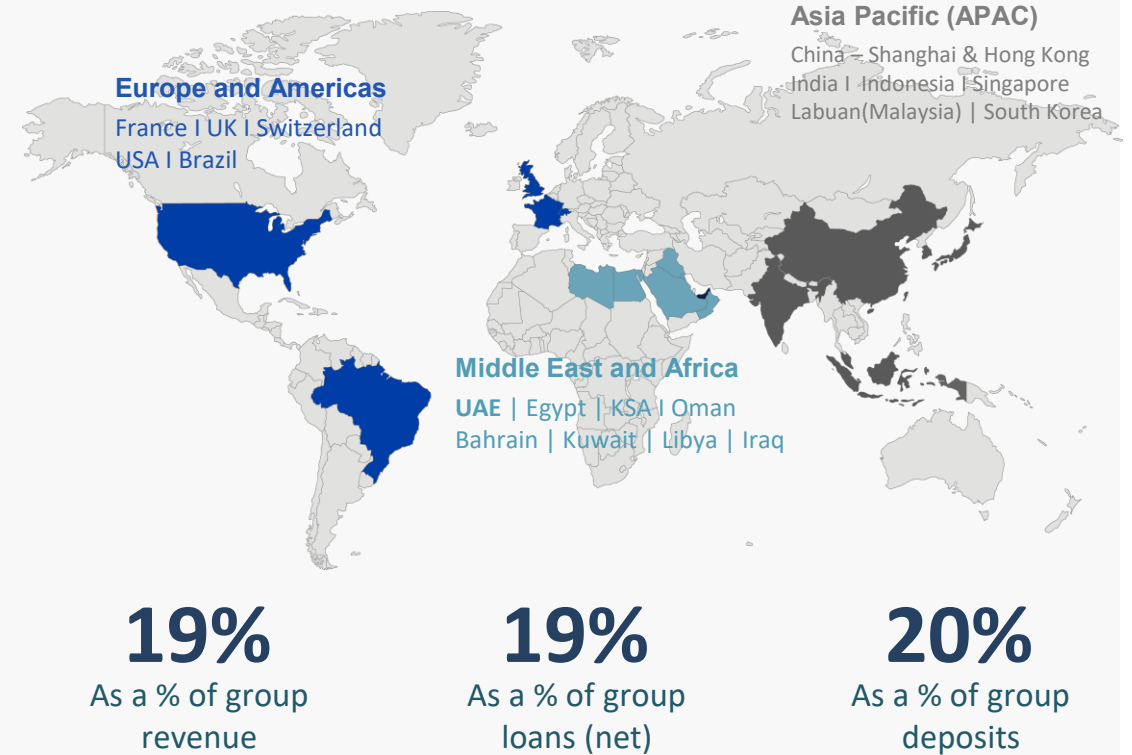 Asia Pacific (APAC)
China – Shanghai & Hong Kong
India I Indonesia I Singapore
Labuan(Malaysia) | South Korea
Europe and Americas
France I UK I Switzerland
USA I Brazil
Middle East and Africa
UAE | Egypt | KSA I Oman
Bahrain | Kuwait | Libya | Iraq
19%
As a % of group
revenue
19%
As a % of group
loans (net)
20%
As a % of group
deposits